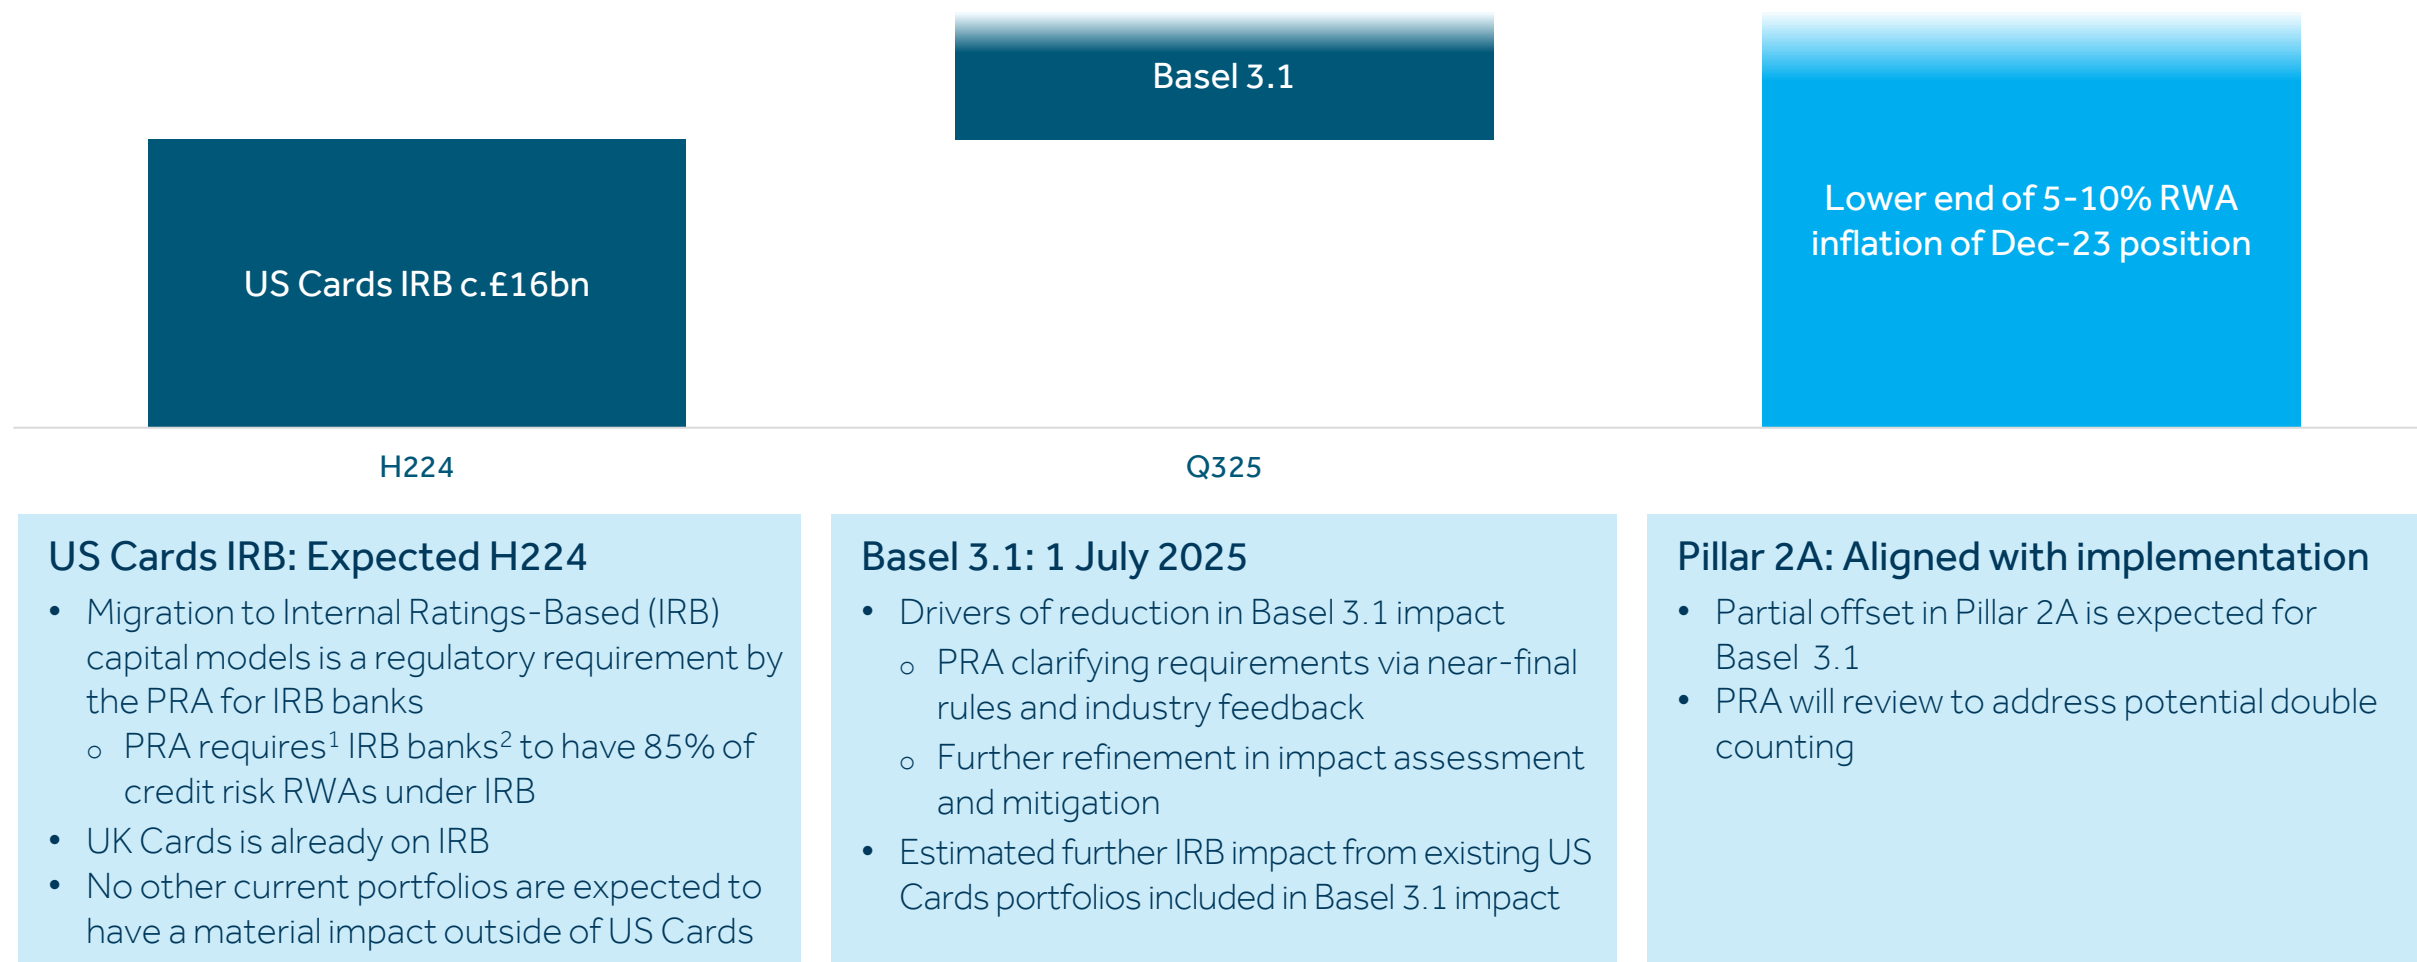 Basel 3.1
US Cards IRB c.£16bn
Lower end of 5-10% RWA
inflation of Dec-23 position
H224
Q325
US Cards IRB: Expected H224
• Migration to Internal Ratings-Based (IRB)
capital models is a regulatory requirement by
the PRA for IRB banks
o PRA requires¹ IRB banks² to have 85% of
credit risk RWAs under IRB
• UK Cards is already on IRB
• No other current portfolios are expected to
have a material impact outside of US Cards
Basel 3.1: 1 July 2025
• Drivers of reduction in Basel 3.1 impact
o PRA clarifying requirements via near-final
rules and industry feedback
o Further refinement in impact assessment
and mitigation
• Estimated further IRB impact from existing US
Cards portfolios included in Basel 3.1 impact
Pillar 2A: Aligned with implementation
• Partial offset in Pillar 2A is expected for
Basel 3.1
• PRA will review to address potential double
counting